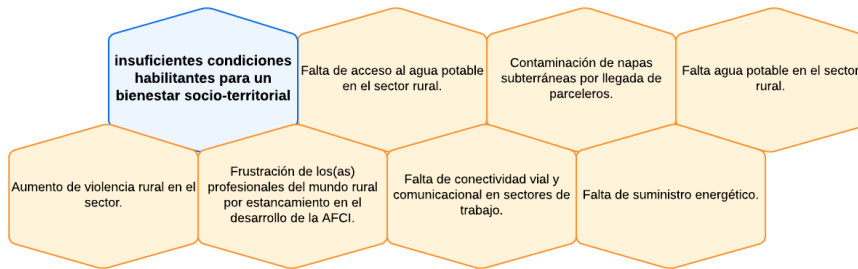 insuficientes condiciones
habilitantes para un
bienestar socio-territorial
Falta de acceso al agua potable
en el sector rural.
Contaminación de napas
subterráneas por llegada de
parceleros.
Falta agua potable en el sector
rural.
Aumento de violencia rural en el
sector.
Frustración de los(as)
profesionales del mundo rural
por estancamiento en el
desarrollo de la AFCI.
Falta de conectividad vial y
comunicacional en sectores de
trabajo.
Falta de suministro energético.